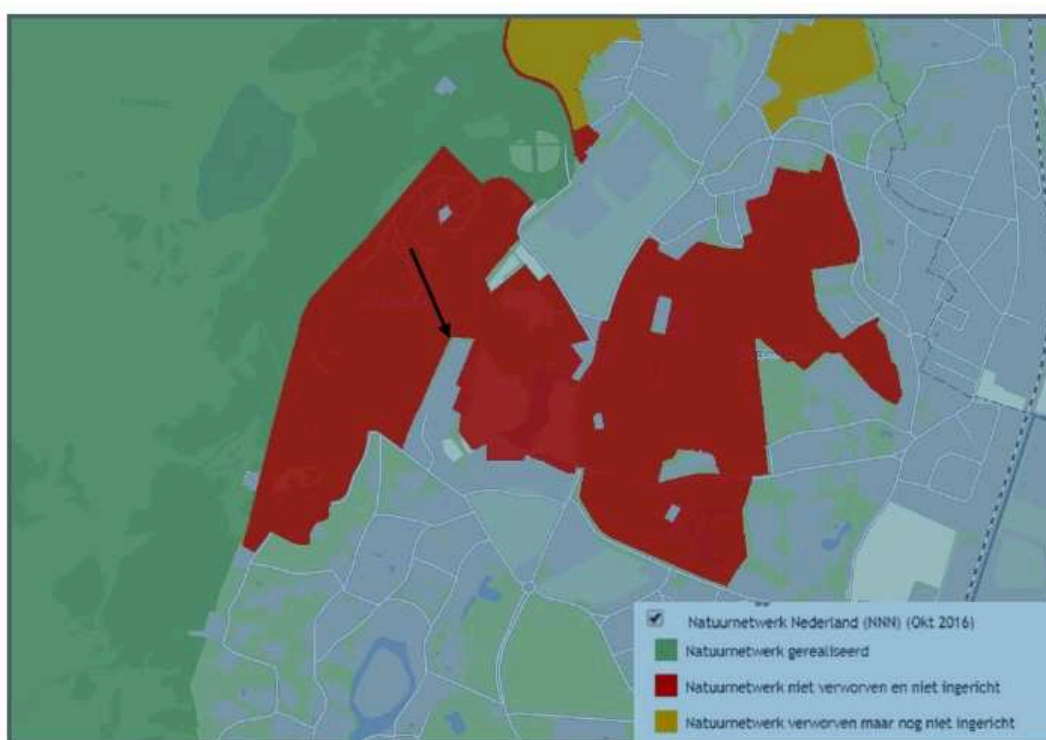 Natuurnetwerk Nederland (NNN) (Okt 2016)
Natuurnetwerk gerealiseerd
Natuurnetwerk niet verworven en niet ingericht
Natuurnetwerk verworven maar nog niet ingericht